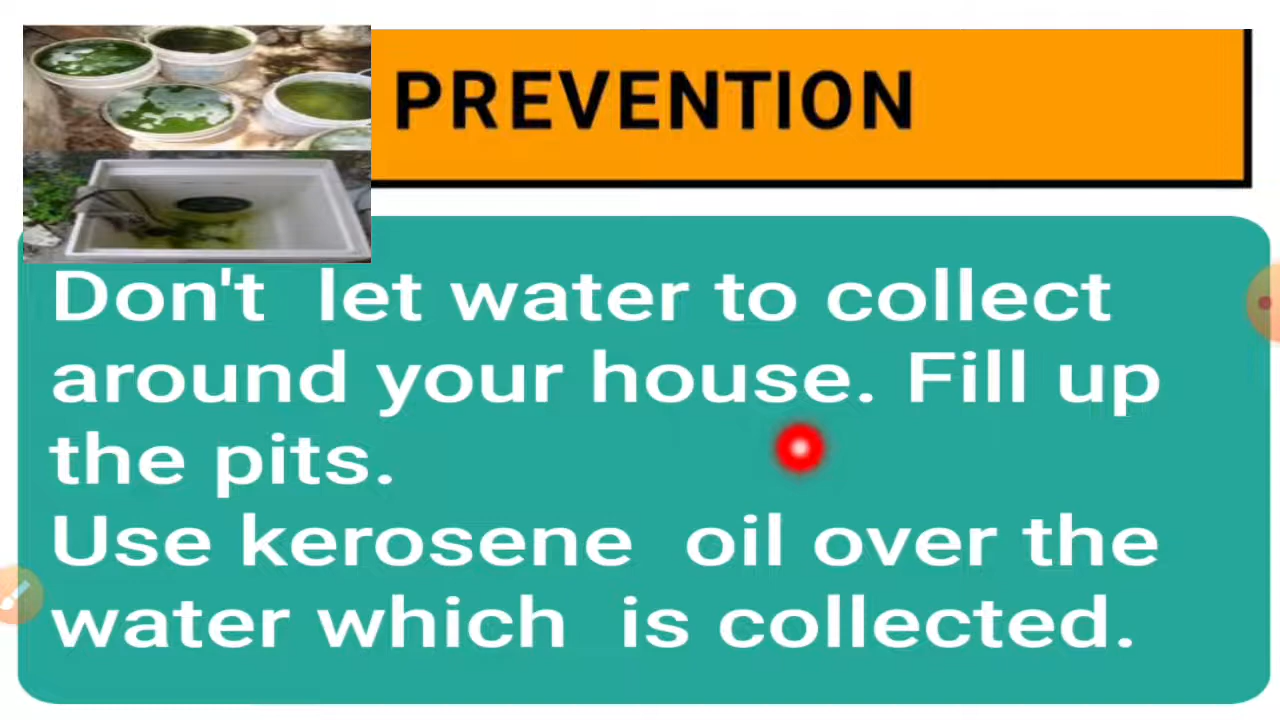 PREVENTION
Don't let water to collect
around your house. Fill up
the pits.
Use kerosene oil over the
water which is collected.